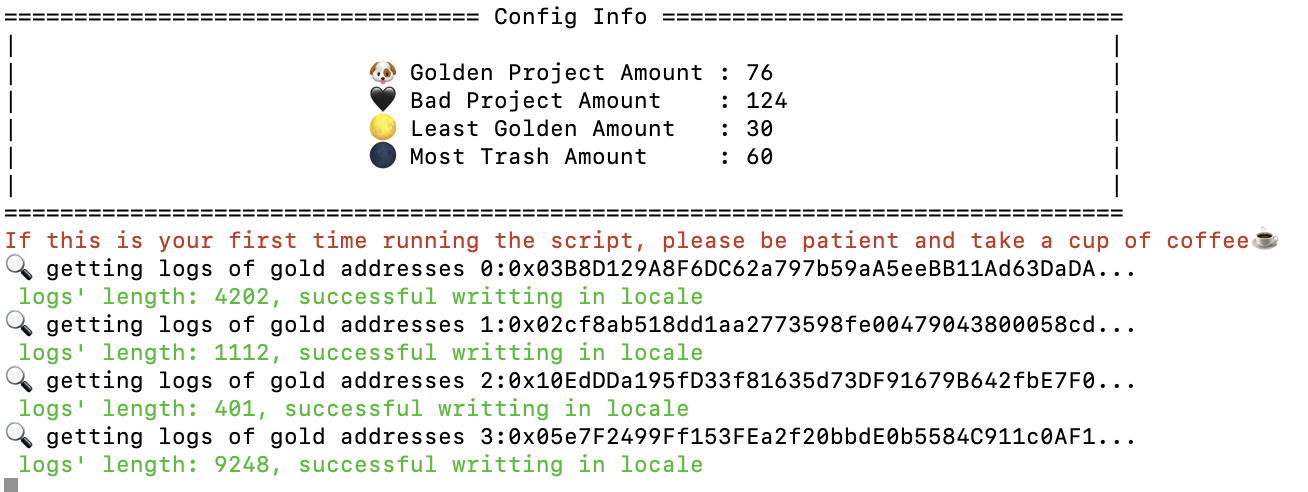 ================================== Config Info =================================
|                                                                              |
|                         🐶 Golden Project Amount : 76                        |
|                         🖤 Bad Project Amount    : 124                       |
|                         🌕 Least Golden Amount   : 30                        |
|                         🌑 Most Trash Amount     : 60                        |
|                                                                              |
================================================================================
If this is your first time running the script, please be patient and take a cup of coffee☕️
🔍 getting logs of gold addresses 0:0x03B8D129A8F6DC62a797b59aA5eeBB11Ad63DaDA...
 logs' length: 4202, successful writting in locale
🔍 getting logs of gold addresses 1:0x02cf8ab518dd1aa2773598fe00479043800058cd...
 logs' length: 1112, successful writting in locale
🔍 getting logs of gold addresses 2:0x10EdDDa195fD33f81635d73DF91679B642fbE7F0...
 logs' length: 401, successful writting in locale
🔍 getting logs of gold addresses 3:0x05e7F2499Ff153FEa2f20bbdE0b5584C911c0AF1...
 logs' length: 9248, successful writting in locale